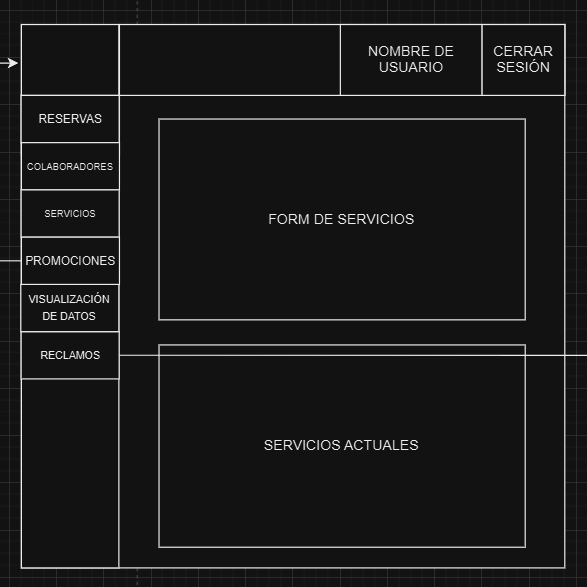 NOMBRE DE
USUARIO
CERRAR
SESIÓN
RESERVAS
COLABORADORES
SERVICIOS
PROMOCIONES
VISUALIZACIÓN
DE DATOS
RECLAMOS
FORM DE SERVICIOS
SERVICIOS ACTUALES